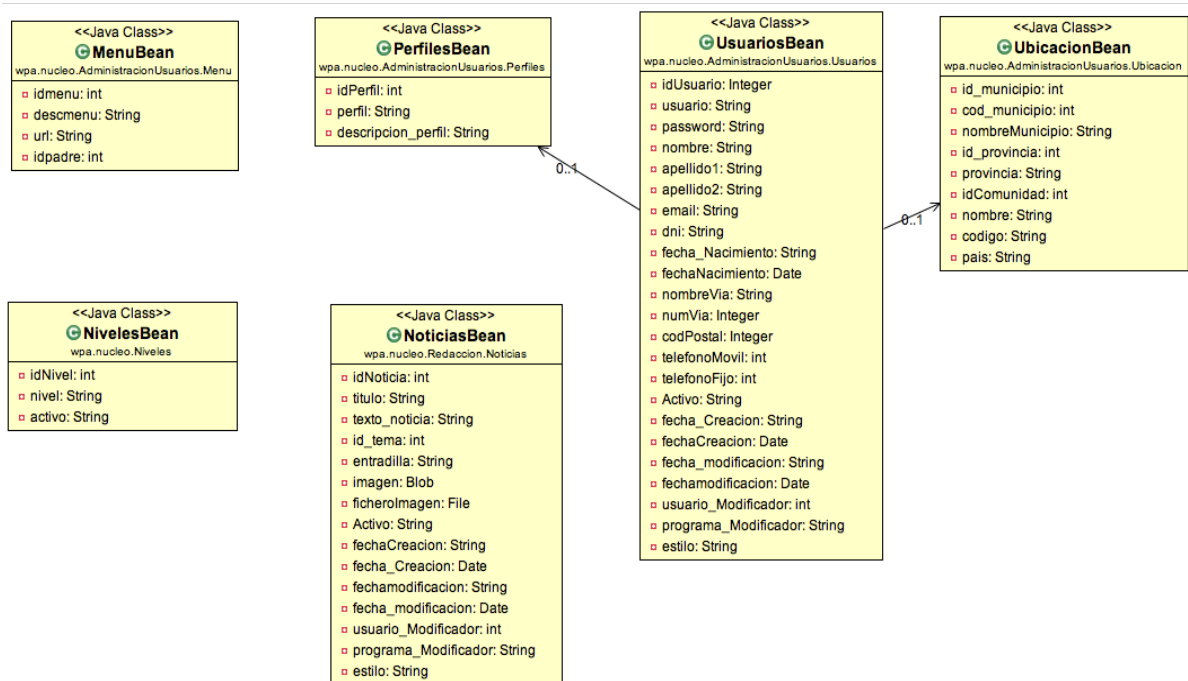 <<Java Class>>
MenuBean
wpa.nucleo.AdministracionUsuarios.Menu
idmenu: int
descmenu: String
url: String
idpadre: int
<<Java Class>>
PerfilesBean
wpa.nucleo.AdministracionUsuarios.Perfiles
idPerfil: int
perfil: String
descripcion_perfil: String
0..1
<<Java Class>>
UsuariosBean
wpa.nucleo.AdministracionUsuarios.Usuarios
idUsuario: Integer
usuario: String
password: String
nombre: String
apellido1: String
apellido2: String
email: String
dni: String
fecha_Nacimiento: String
fechaNacimiento: Date
nombreVia: String
numVia: Integer
codPostal: Integer
telefonoMovil: int
telefonoFijo: int
Activo: String
fecha_Creacion: String
fechaCreacion: Date
fecha_modificacion: String
fechamodificacion: Date
usuario_Modificador: int
programa_Modificador: String
estilo: String
0..1
<<Java Class>>
UbicacionBean
wpa.nucleo.AdministracionUsuarios.Ubicacion
id_municipio: int
cod_municipio: int
nombreMunicipio: String
id_provincia: int
provincia: String
idComunidad: int
nombre: String
codigo: String
pais: String
<<Java Class>>
NivelesBean
wpa.nucleo.Niveles
idNivel: int
nivel: String
activo: String
<<Java Class>>
NoticiasBean
wpa.nucleo.Redaccion.Noticias
idNoticia: int
titulo: String
texto_noticia: String
id_tema: int
entradilla: String
imagen: Blob
ficheroImagen: File
Activo: String
fechaCreacion: String
fecha_Creacion: Date
fechamodificacion: String
fecha_modificacion: Date
usuario_Modificador: int
programa_Modificador: String
estilo: String